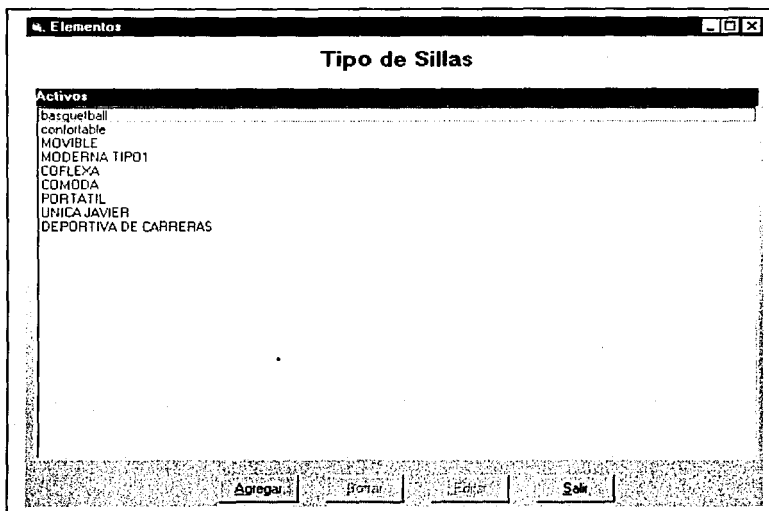 Elementos
Tipo de Sillas
Activos
basquetball
confortable
MOVIBLE
MODERNA TIPO1
COFLEXA
COMODA
PORTATIL
UNICA JAVIER
DEPORTIVA DE CARRERAS
Agregar Borrar Editar Salir